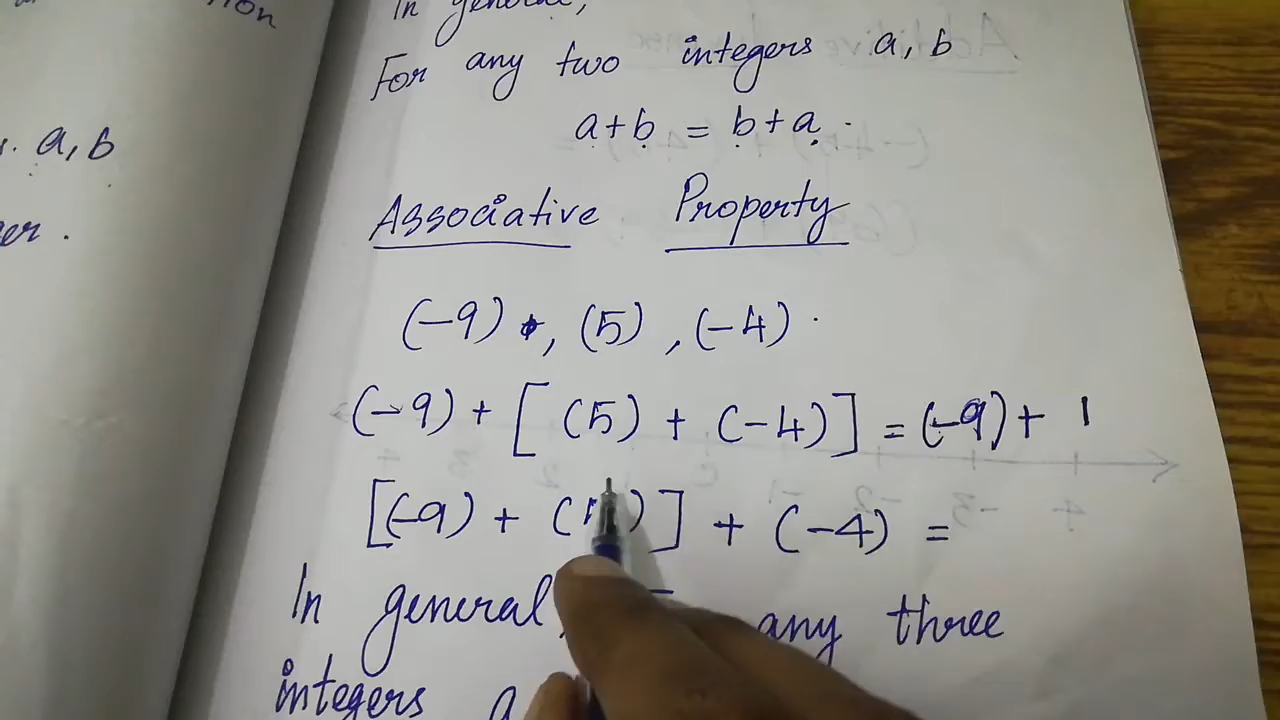 In general,
For any two integers a, b
a+b = b+a.
a, b
Associative Property
(-9), (5), (-4).
(-9) + [(5) + (-4)] = (-9) + 1
[(-9) + (5)] + (-4) =
In general, any three
integers a